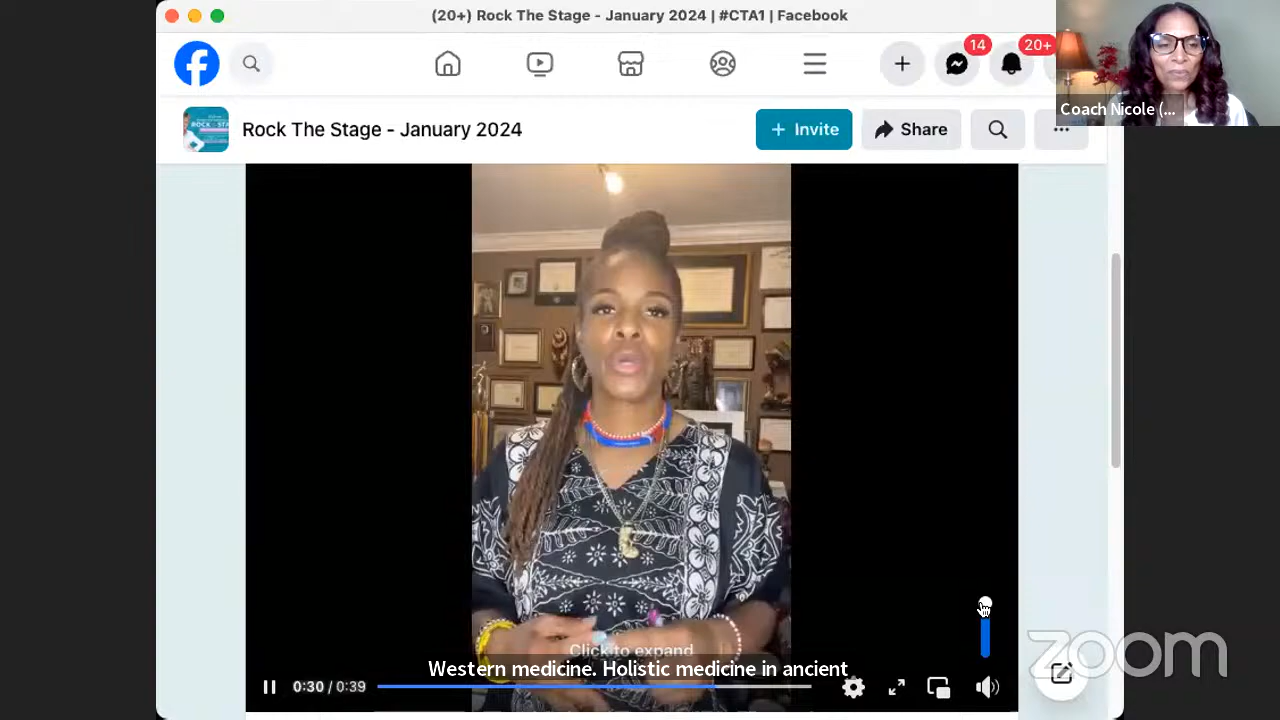 (20+) Rock The Stage - January 2024 | #CTA1 | Facebook
14
20+
Coach Nicole (...
Rock The Stage - January 2024
+ Invite
Share
Click to expand
Western medicine. Holistic medicine in ancient
0:30 / 0:39
zoom